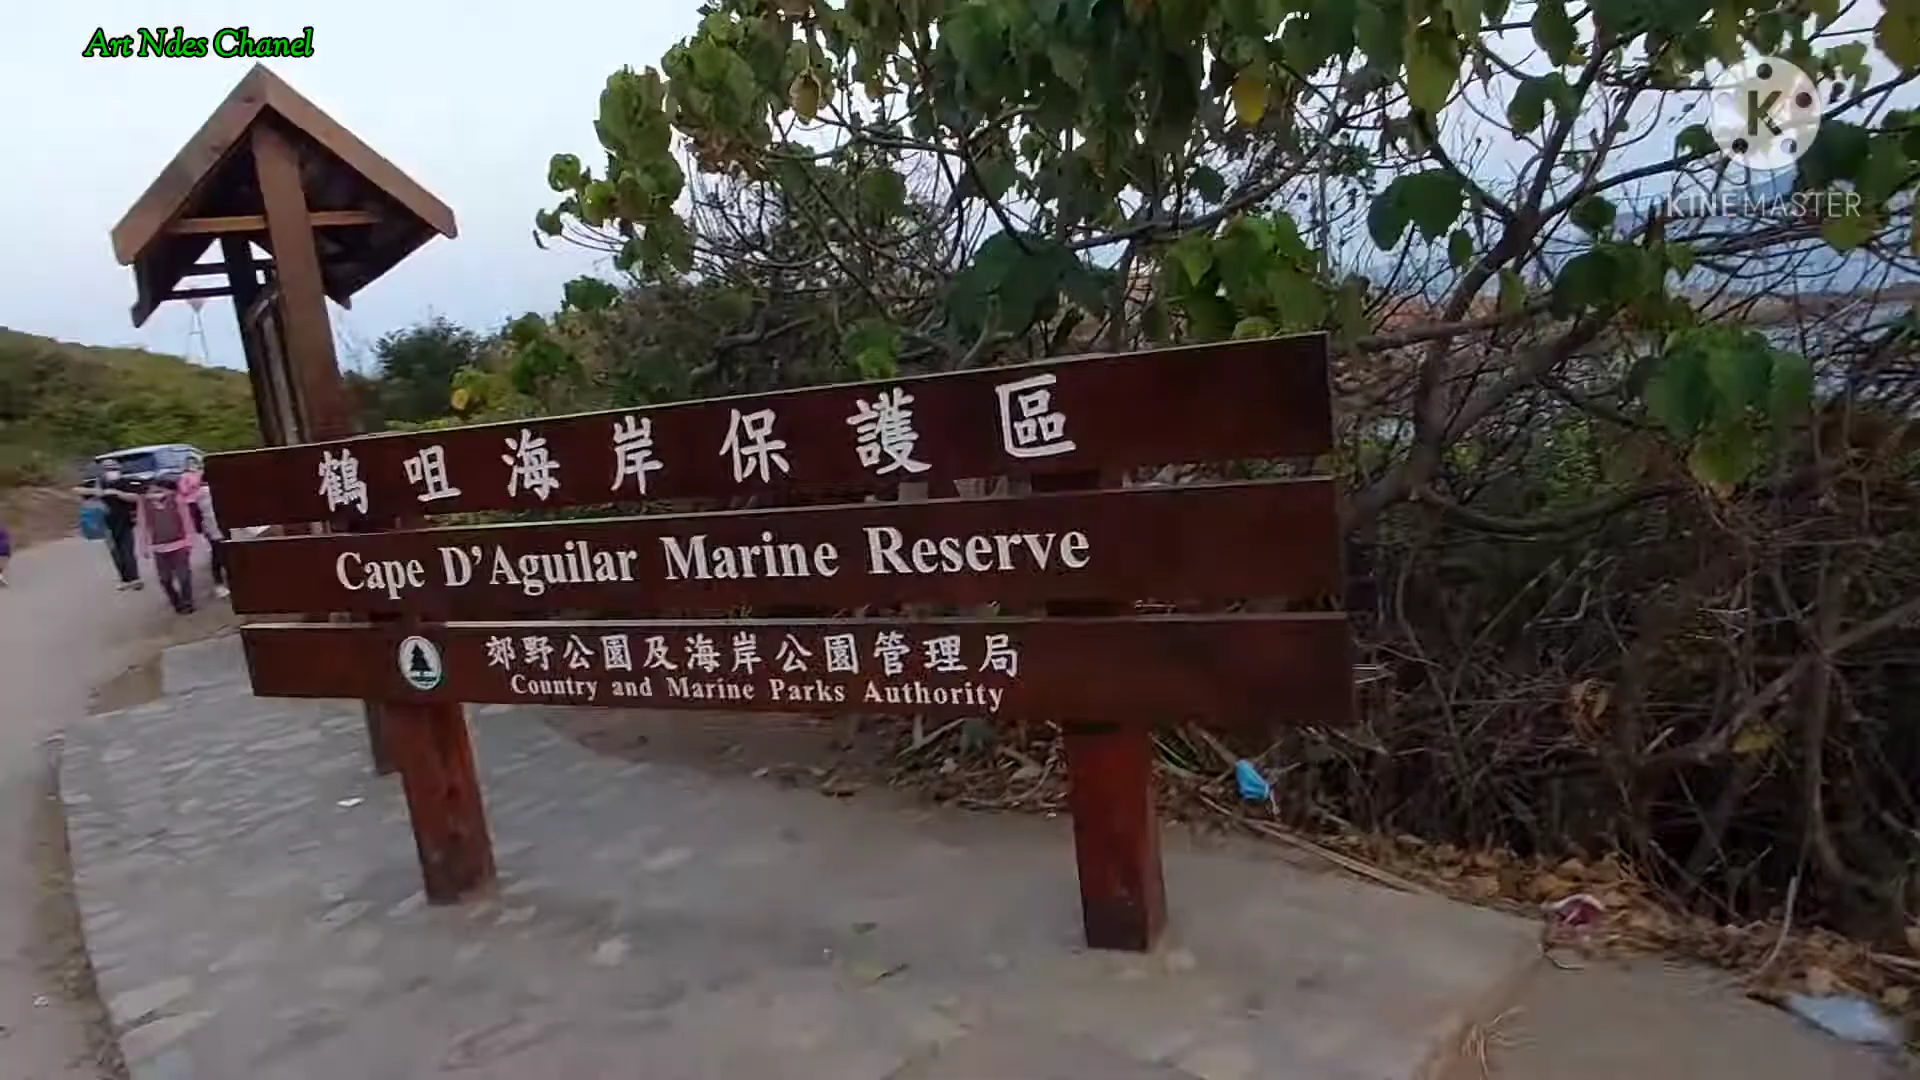 Art Ndes Chanel
K
KINEMASTER
鶴咀海岸保護區
Cape D'Aguilar Marine Reserve
郊野公園及海岸公園管理局
Country and Marine Parks Authority